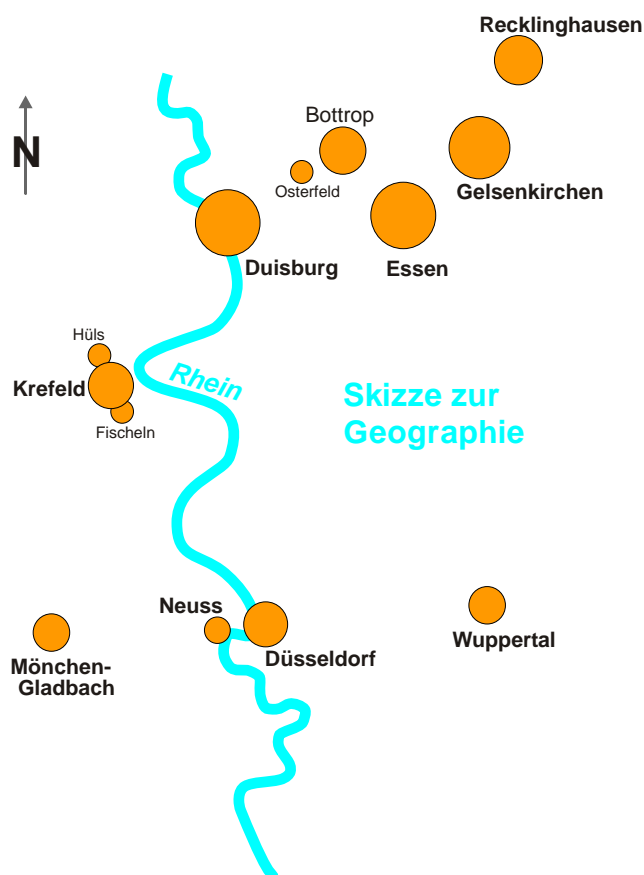 Recklinghausen
Bottrop
N
Osterfeld
Gelsenkirchen
Duisburg
Essen
Hüls
Rhein
Krefeld
Skizze zur
Geographie
Fischeln
Neuss
Wuppertal
Düsseldorf
Mönchen-
Gladbach